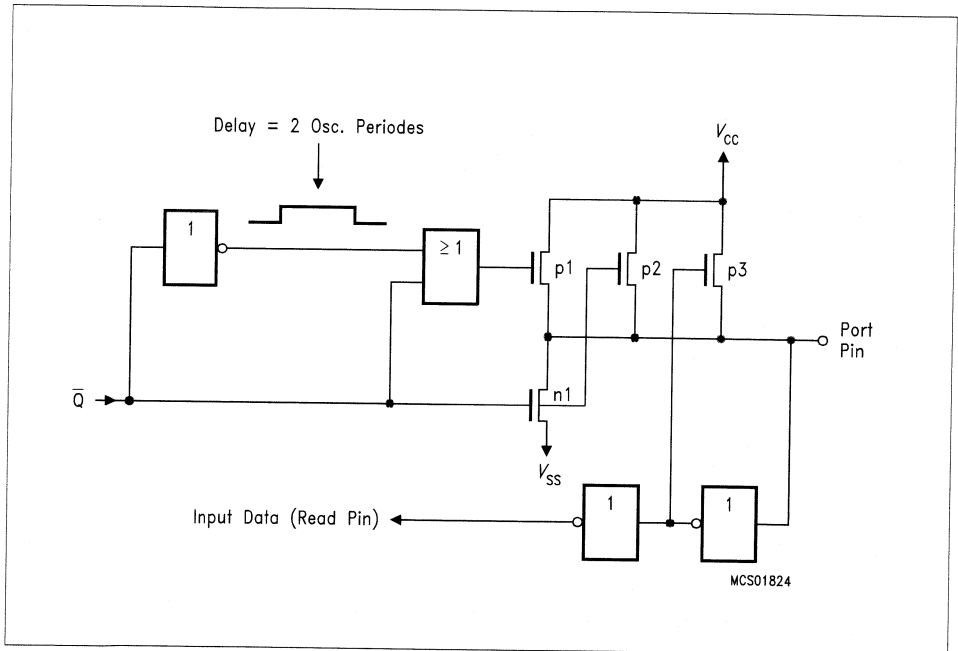 Delay = 2 Osc. Periodes
V_CC
1
≥ 1
p1
p2
p3
Port
Pin
Q̅
n1
V_SS
1
1
Input Data (Read Pin)
MCS01824